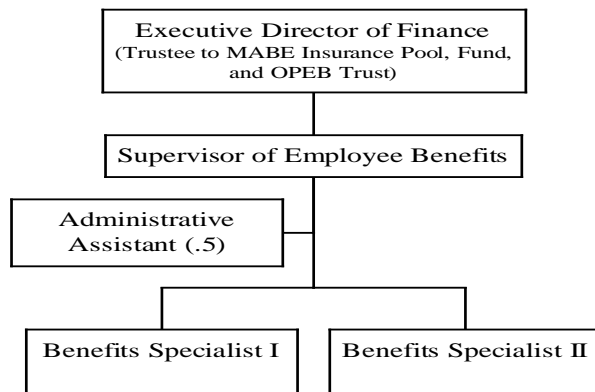 Executive Director of Finance
(Trustee to MABE Insurance Pool, Fund,
and OPEB Trust)
Supervisor of Employee Benefits
Administrative
Assistant (.5)
Benefits Specialist I
Benefits Specialist II